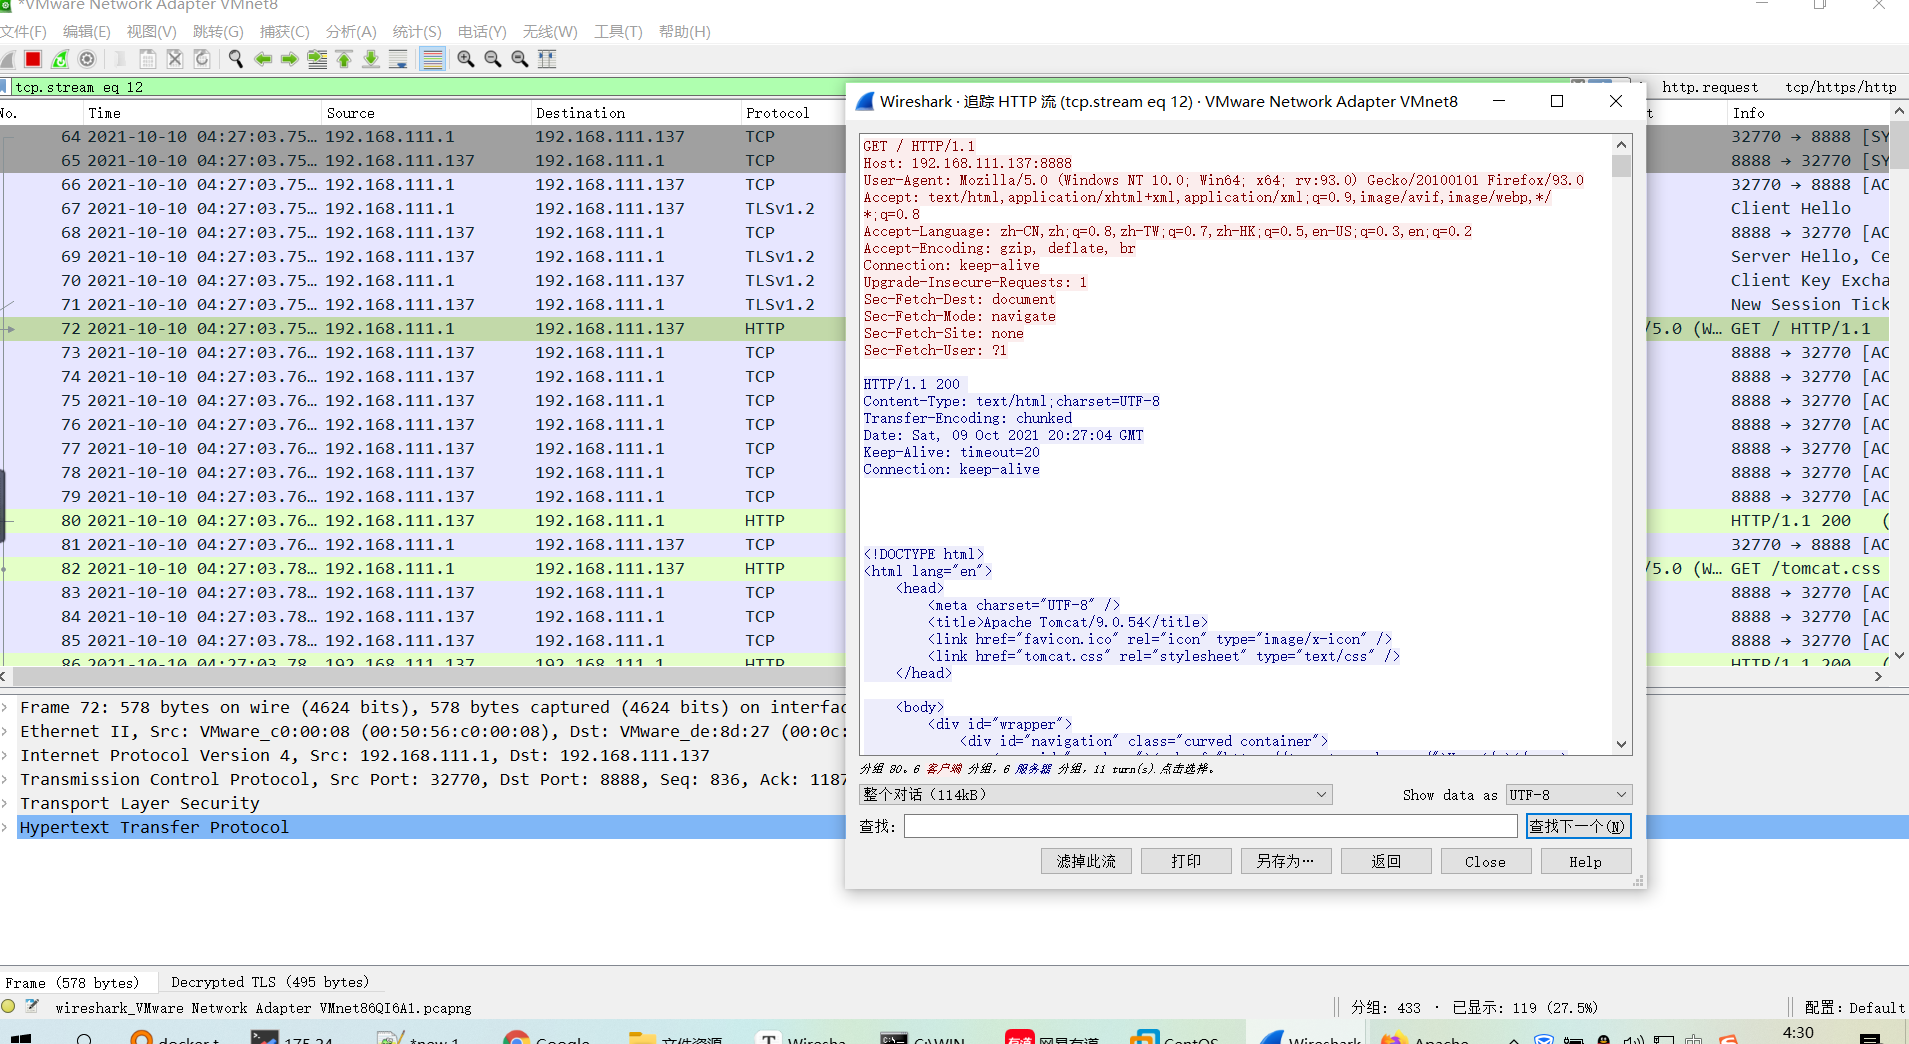 *VMware Network Adapter VMnet8
文件(F) 编辑(E) 视图(V) 跳转(G) 捕获(C) 分析(A) 统计(S) 电话(Y) 无线(W) 工具(T) 帮助(H)
tcp.stream eq 12
http.request tcp/https/http
No. Time Source Destination Protocol
t Info
64 2021-10-10 04:27:03.75… 192.168.111.1 192.168.111.137 TCP 32770 → 8888 [SY
65 2021-10-10 04:27:03.75… 192.168.111.137 192.168.111.1 TCP 8888 → 32770 [SY
66 2021-10-10 04:27:03.75… 192.168.111.1 192.168.111.137 TCP 32770 → 8888 [AC
67 2021-10-10 04:27:03.75… 192.168.111.1 192.168.111.137 TLSv1.2 Client Hello
68 2021-10-10 04:27:03.75… 192.168.111.137 192.168.111.1 TCP 8888 → 32770 [AC
69 2021-10-10 04:27:03.75… 192.168.111.137 192.168.111.1 TLSv1.2 Server Hello, Ce
70 2021-10-10 04:27:03.75… 192.168.111.1 192.168.111.137 TLSv1.2 Client Key Excha
71 2021-10-10 04:27:03.75… 192.168.111.137 192.168.111.1 TLSv1.2 New Session Tick
72 2021-10-10 04:27:03.75… 192.168.111.1 192.168.111.137 HTTP /5.0 (W… GET / HTTP/1.1
73 2021-10-10 04:27:03.76… 192.168.111.137 192.168.111.1 TCP 8888 → 32770 [AC
74 2021-10-10 04:27:03.76… 192.168.111.137 192.168.111.1 TCP 8888 → 32770 [AC
75 2021-10-10 04:27:03.76… 192.168.111.137 192.168.111.1 TCP 8888 → 32770 [AC
76 2021-10-10 04:27:03.76… 192.168.111.137 192.168.111.1 TCP 8888 → 32770 [AC
77 2021-10-10 04:27:03.76… 192.168.111.137 192.168.111.1 TCP 8888 → 32770 [AC
78 2021-10-10 04:27:03.76… 192.168.111.137 192.168.111.1 TCP 8888 → 32770 [AC
79 2021-10-10 04:27:03.76… 192.168.111.137 192.168.111.1 TCP 8888 → 32770 [AC
80 2021-10-10 04:27:03.76… 192.168.111.137 192.168.111.1 HTTP HTTP/1.1 200 (
81 2021-10-10 04:27:03.76… 192.168.111.1 192.168.111.137 TCP 32770 → 8888 [AC
82 2021-10-10 04:27:03.78… 192.168.111.1 192.168.111.137 HTTP /5.0 (W… GET /tomcat.css
83 2021-10-10 04:27:03.78… 192.168.111.137 192.168.111.1 TCP 8888 → 32770 [AC
84 2021-10-10 04:27:03.78… 192.168.111.137 192.168.111.1 TCP 8888 → 32770 [AC
85 2021-10-10 04:27:03.78… 192.168.111.137 192.168.111.1 TCP 8888 → 32770 [AC
86 2021-10-10 04:27:03.78… 192.168.111.137 192.168.111.1 HTTP HTTP/1.1 200 (
Frame 72: 578 bytes on wire (4624 bits), 578 bytes captured (4624 bits) on interfac
Ethernet II, Src: VMware_c0:00:08 (00:50:56:c0:00:08), Dst: VMware_de:8d:27 (00:0c:
Internet Protocol Version 4, Src: 192.168.111.1, Dst: 192.168.111.137
Transmission Control Protocol, Src Port: 32770, Dst Port: 8888, Seq: 836, Ack: 1187
Transport Layer Security
Hypertext Transfer Protocol
Wireshark · 追踪 HTTP 流 (tcp.stream eq 12) · VMware Network Adapter VMnet8
GET / HTTP/1.1
Host: 192.168.111.137:8888
User-Agent: Mozilla/5.0 (Windows NT 10.0; Win64; x64; rv:93.0) Gecko/20100101 Firefox/93.0
Accept: text/html,application/xhtml+xml,application/xml;q=0.9,image/avif,image/webp,*/
*;q=0.8
Accept-Language: zh-CN,zh;q=0.8,zh-TW;q=0.7,zh-HK;q=0.5,en-US;q=0.3,en;q=0.2
Accept-Encoding: gzip, deflate, br
Connection: keep-alive
Upgrade-Insecure-Requests: 1
Sec-Fetch-Dest: document
Sec-Fetch-Mode: navigate
Sec-Fetch-Site: none
Sec-Fetch-User: ?1
HTTP/1.1 200
Content-Type: text/html;charset=UTF-8
Transfer-Encoding: chunked
Date: Sat, 09 Oct 2021 20:27:04 GMT
Keep-Alive: timeout=20
Connection: keep-alive
<!DOCTYPE html>
<html lang="en">
<head>
<meta charset="UTF-8" />
<title>Apache Tomcat/9.0.54</title>
<link href="favicon.ico" rel="icon" type="image/x-icon" />
<link href="tomcat.css" rel="stylesheet" type="text/css" />
</head>
<body>
<div id="wrapper">
<div id="navigation" class="curved container">
分组 80。6 客户端 分组，6 服务器 分组，11 turn(s).点击选择。
整个对话 (114kB)
Show data as UTF-8
查找: 查找下一个(N)
滤掉此流 打印 另存为… 返回 Close Help
Frame (578 bytes) Decrypted TLS (495 bytes)
wireshark_VMware Network Adapter VMnet86QI6A1.pcapng
分组: 433 · 已显示: 119 (27.5%)
配置: Default
docker t 175.24 *new 1 Google 文件资源 Wiresha C:\WIN 网易有道 CentOS Wireshark Apache 4:30